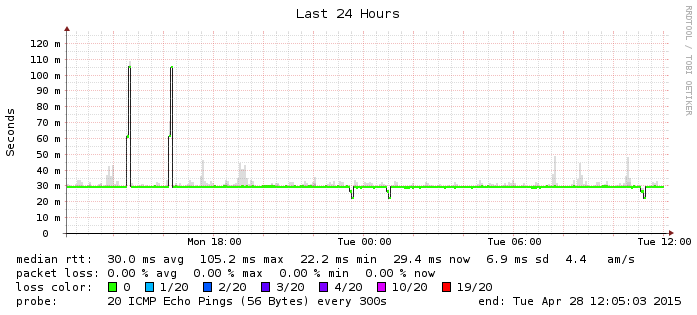 Last 24 Hours
RRDTOOL / TOBI OETIKER
Seconds
120 m
110 m
100 m
90 m
80 m
70 m
60 m
50 m
40 m
30 m
20 m
10 m
0
Mon 18:00 Tue 00:00 Tue 06:00 Tue 12:00
median rtt: 30.0 ms avg 105.2 ms max 22.2 ms min 29.4 ms now 6.9 ms sd 4.4 am/s
packet loss: 0.00 % avg 0.00 % max 0.00 % min 0.00 % now
loss color: 0 1/20 2/20 3/20 4/20 10/20 19/20
probe: 20 ICMP Echo Pings (56 Bytes) every 300s end: Tue Apr 28 12:05:03 2015